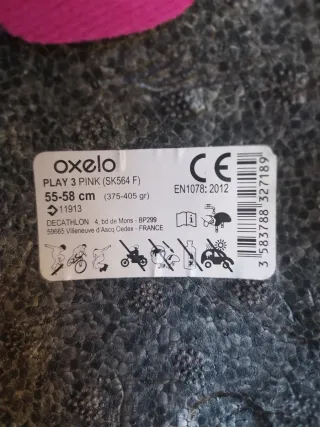 oxelo
PLAY 3 PINK (SK564 F)
55-58 cm (375-405 gr)
11913
DECATHLON 4, bd de Mons - BP299
59665 Villeneuve d'Ascq Cedex - FRANCE
CE
EN1078: 2012
3 583788 327189